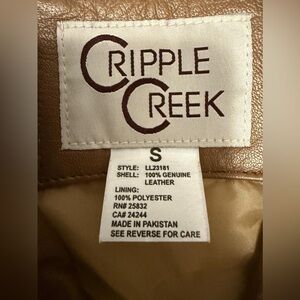 CRIPPLE
CREEK
S
STYLE: LL23181
SHELL: 100% GENUINE
LEATHER
LINING:
100% POLYESTER
RN# 25832
CA# 24244
MADE IN PAKISTAN
SEE REVERSE FOR CARE